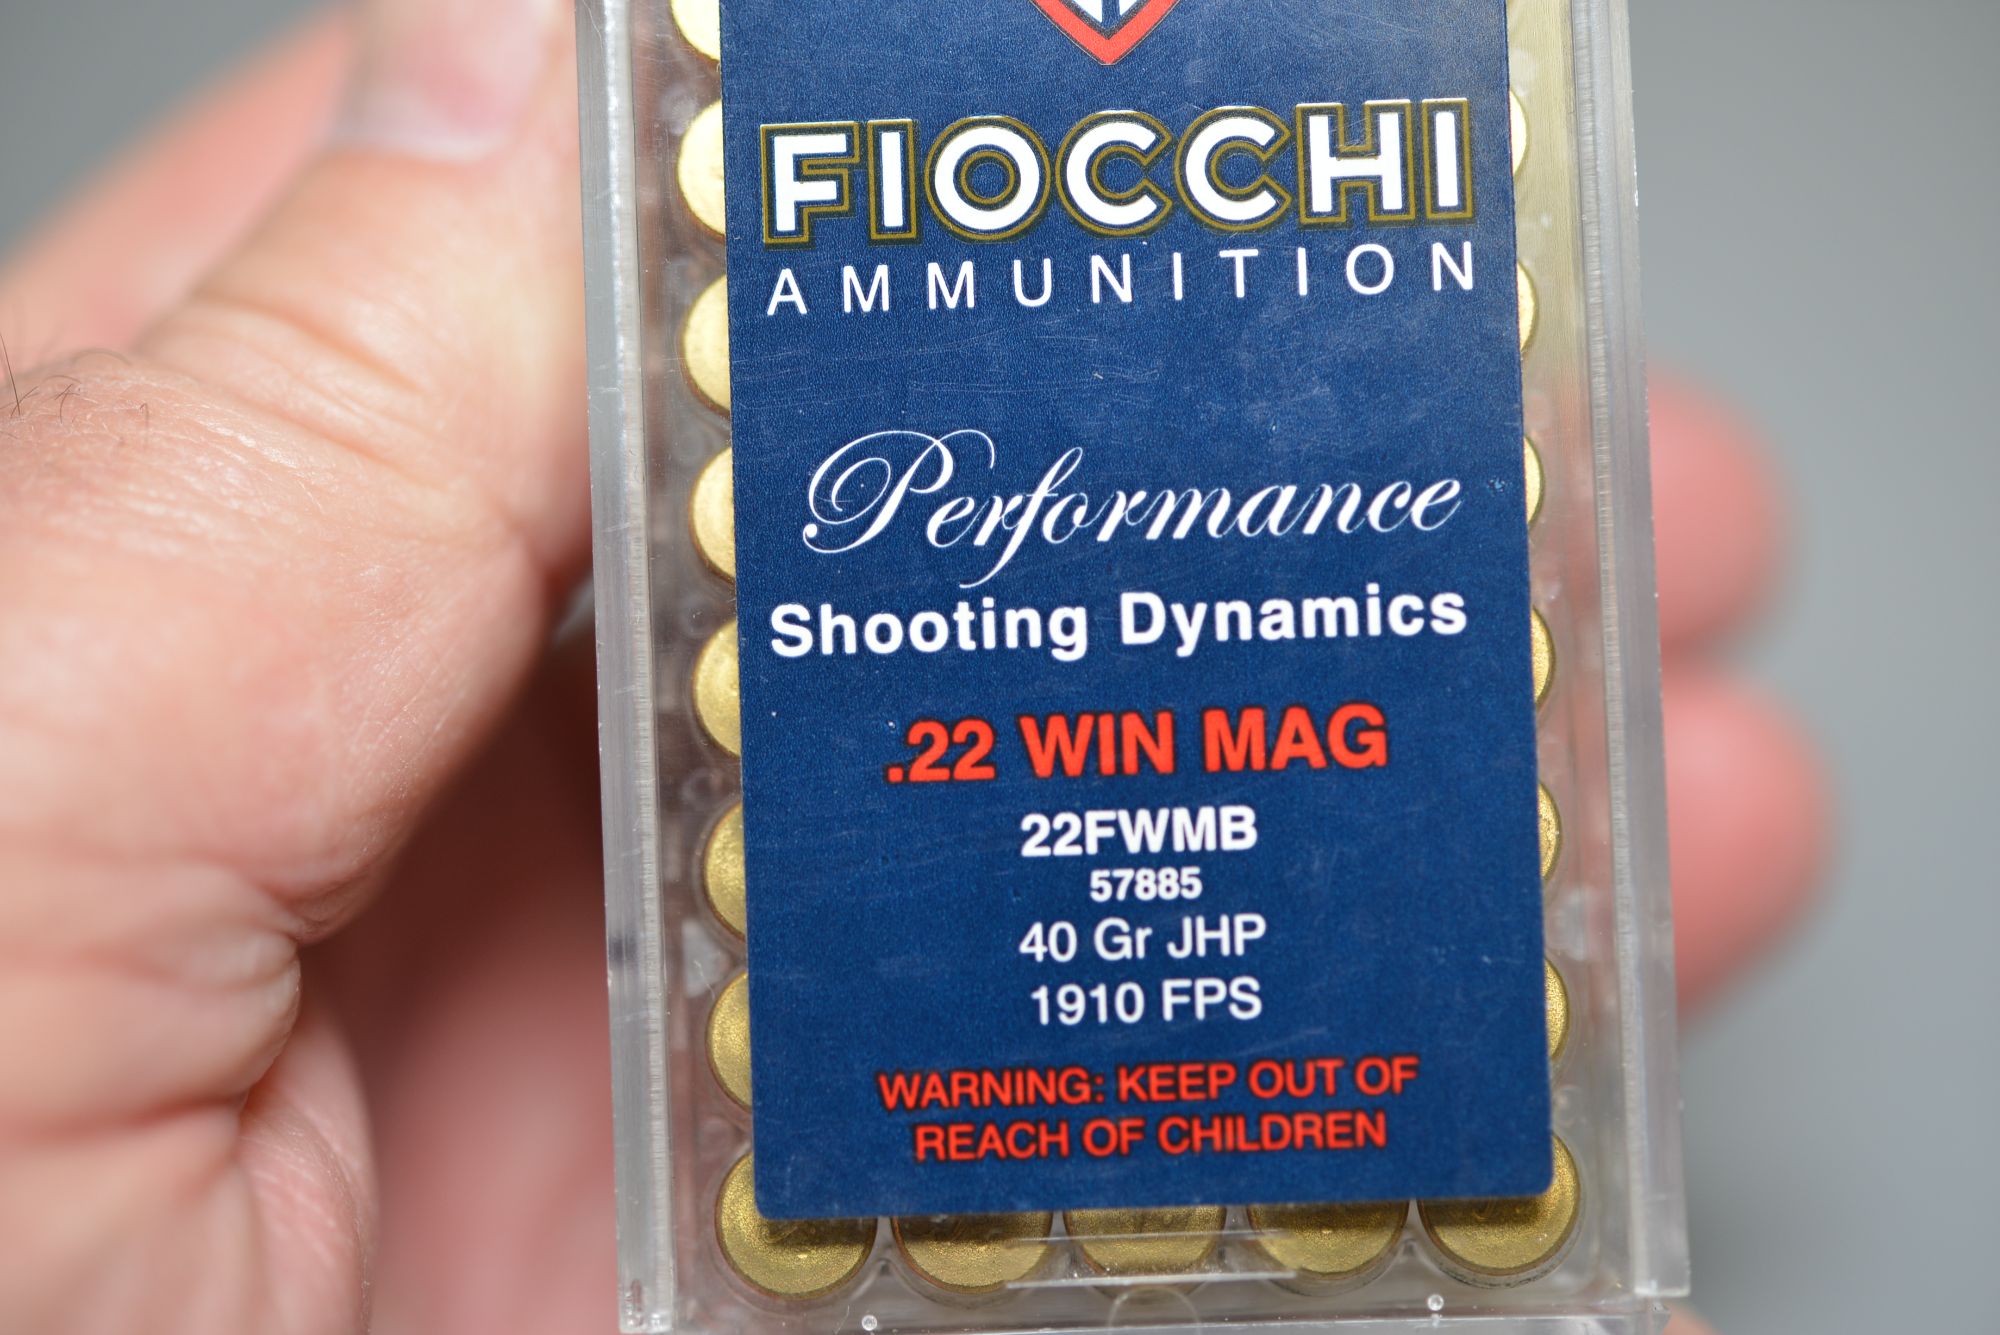 FIOCCHI
AMMUNITION
Performance
Shooting Dynamics
.22 WIN MAG
22FWMB
57885
40 Gr JHP
1910 FPS
WARNING: KEEP OUT OF
REACH OF CHILDREN